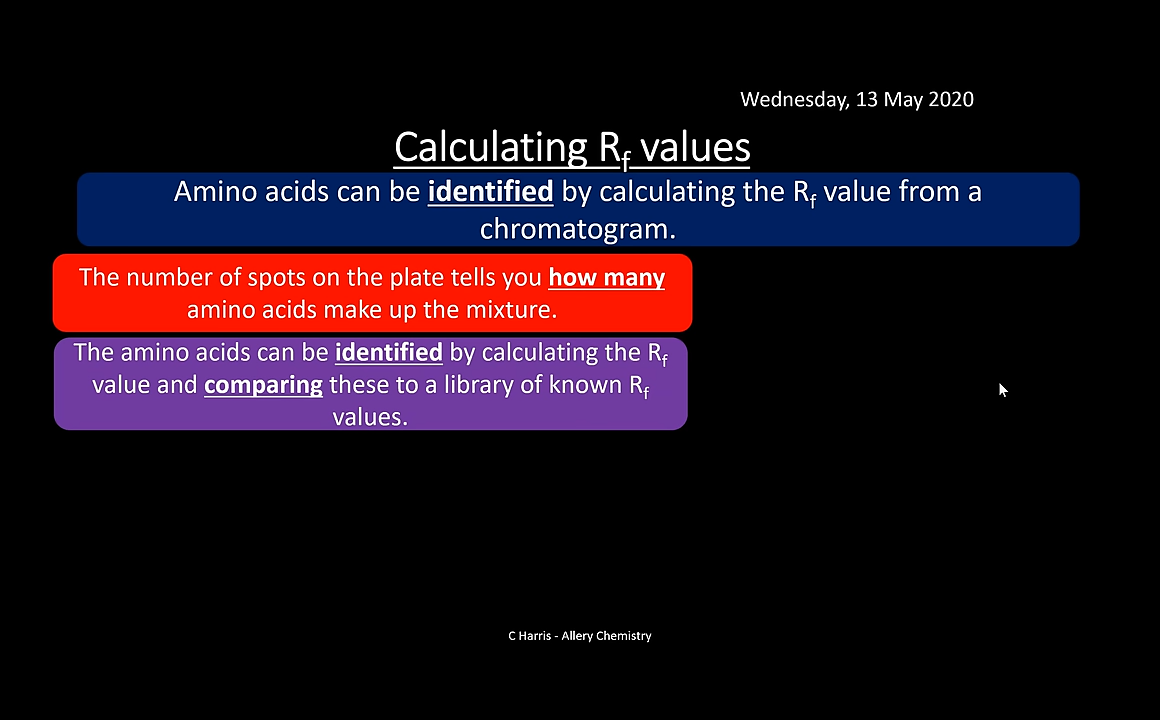 Wednesday, 13 May 2020
Calculating Rf values
Amino acids can be identified by calculating the Rf value from a
chromatogram.
The number of spots on the plate tells you how many
amino acids make up the mixture.
The amino acids can be identified by calculating the Rf
value and comparing these to a library of known Rf
values.
C Harris - Allery Chemistry